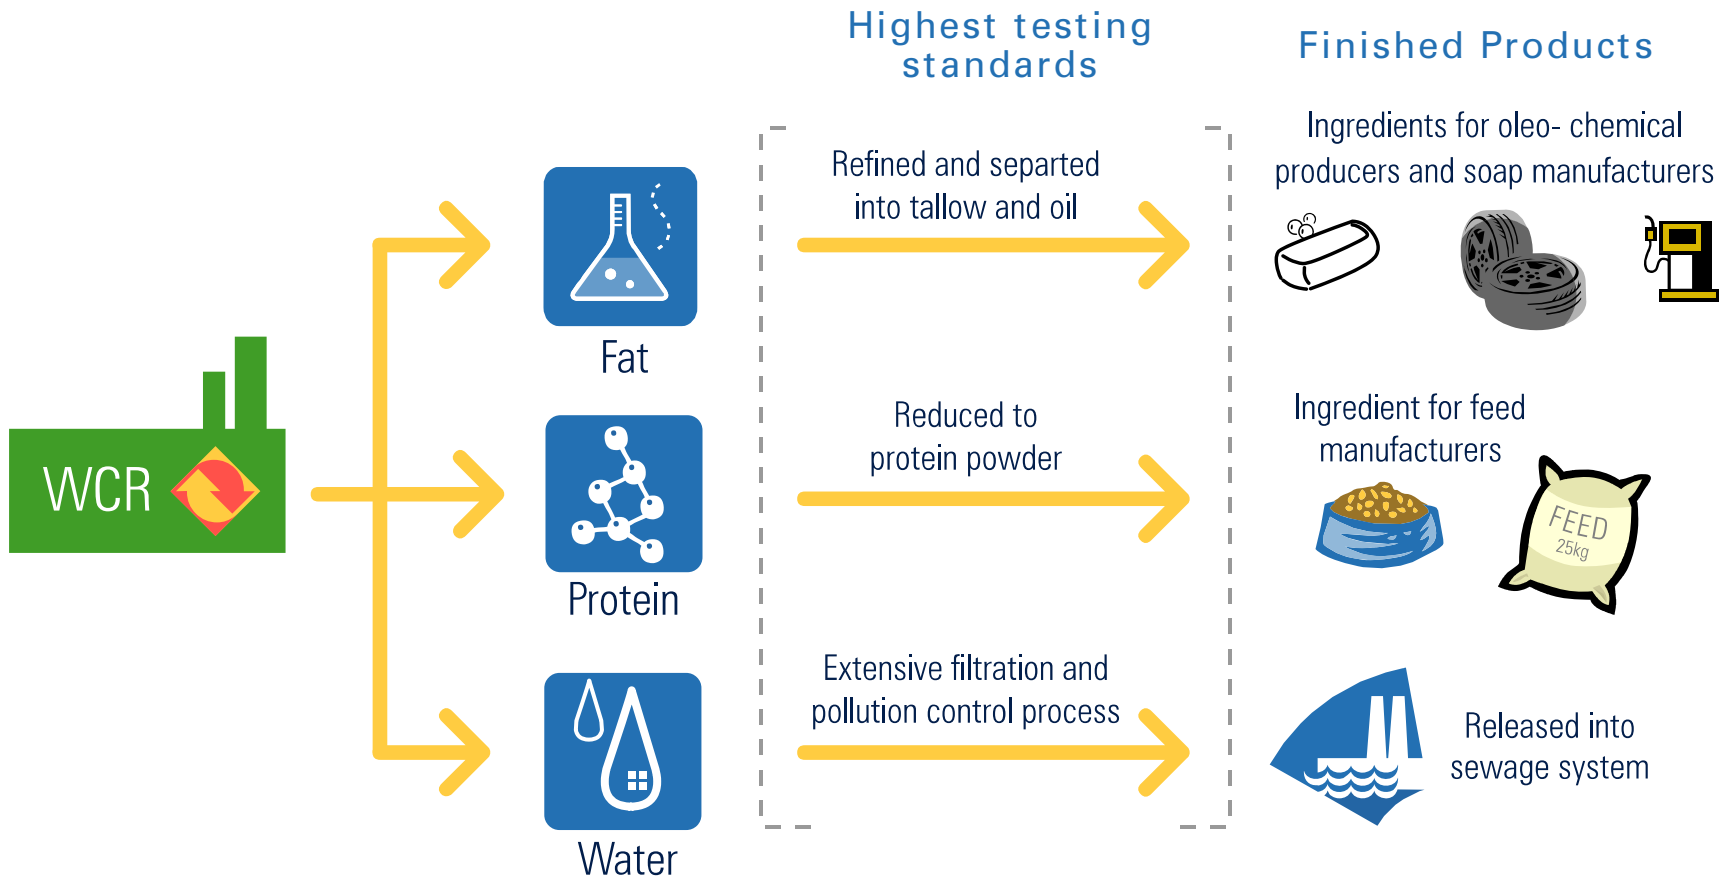 Highest testing
standards
Finished Products
Refined and separted
into tallow and oil
Ingredients for oleo- chemical
producers and soap manufacturers
Fat
WCR
Reduced to
protein powder
Ingredient for feed
manufacturers
FEED
25kg
Protein
Extensive filtration and
pollution control process
Released into
sewage system
Water